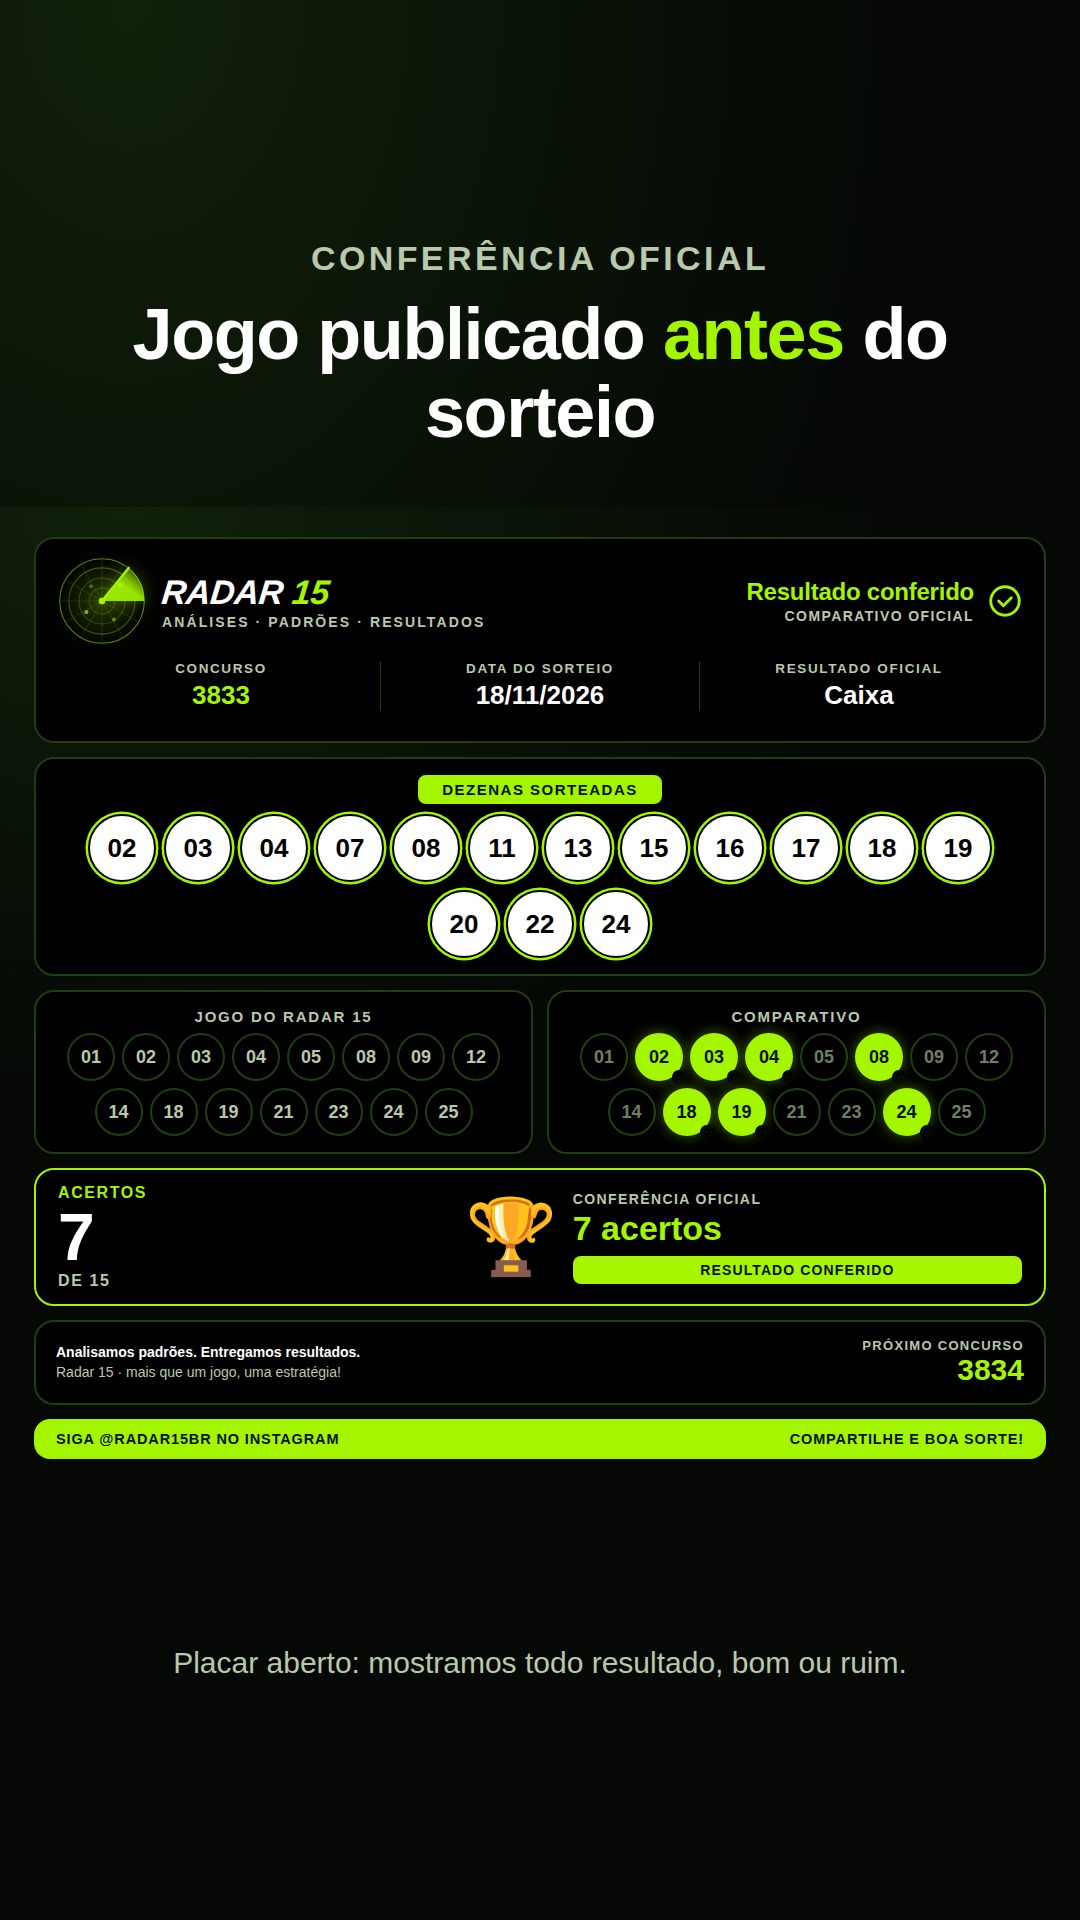 CONFERÊNCIA OFICIAL
Jogo publicado antes do
sorteio
RADAR 15
ANÁLISES · PADRÕES · RESULTADOS
Resultado conferido
COMPARATIVO OFICIAL
CONCURSO
3833
DATA DO SORTEIO
18/11/2026
RESULTADO OFICIAL
Caixa
DEZENAS SORTEADAS
02 03 04 07 08 11 13 15 16 17 18 19
20 22 24
JOGO DO RADAR 15
01 02 03 04 05 08 09 12
14 18 19 21 23 24 25
COMPARATIVO
01 02 03 04 05 08 09 12
14 18 19 21 23 24 25
ACERTOS
7
DE 15
CONFERÊNCIA OFICIAL
7 acertos
RESULTADO CONFERIDO
Analisamos padrões. Entregamos resultados.
Radar 15 · mais que um jogo, uma estratégia!
PRÓXIMO CONCURSO
3834
SIGA @RADAR15BR NO INSTAGRAM
COMPARTILHE E BOA SORTE!
Placar aberto: mostramos todo resultado, bom ou ruim.